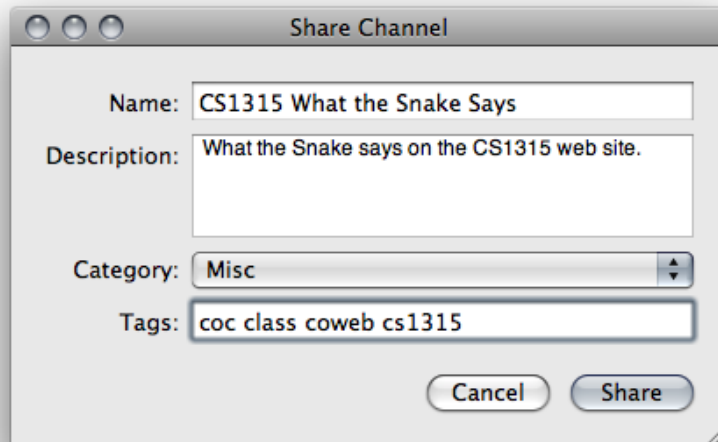 Share Channel
Name: CS1315 What the Snake Says
Description: What the Snake says on the CS1315 web site.
Category: Misc
Tags: coc class coweb cs1315
Cancel Share